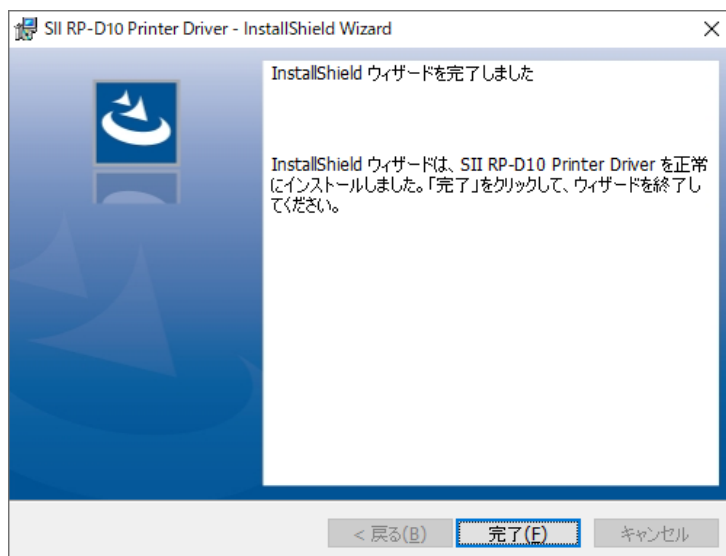 SII RP-D10 Printer Driver - InstallShield Wizard
InstallShield ウィザードを完了しました
InstallShield ウィザードは、SII RP-D10 Printer Driver を正常
にインストールしました。「完了」をクリックして、ウィザードを終了し
てください。
< 戻る(B)
完了(F)
キャンセル